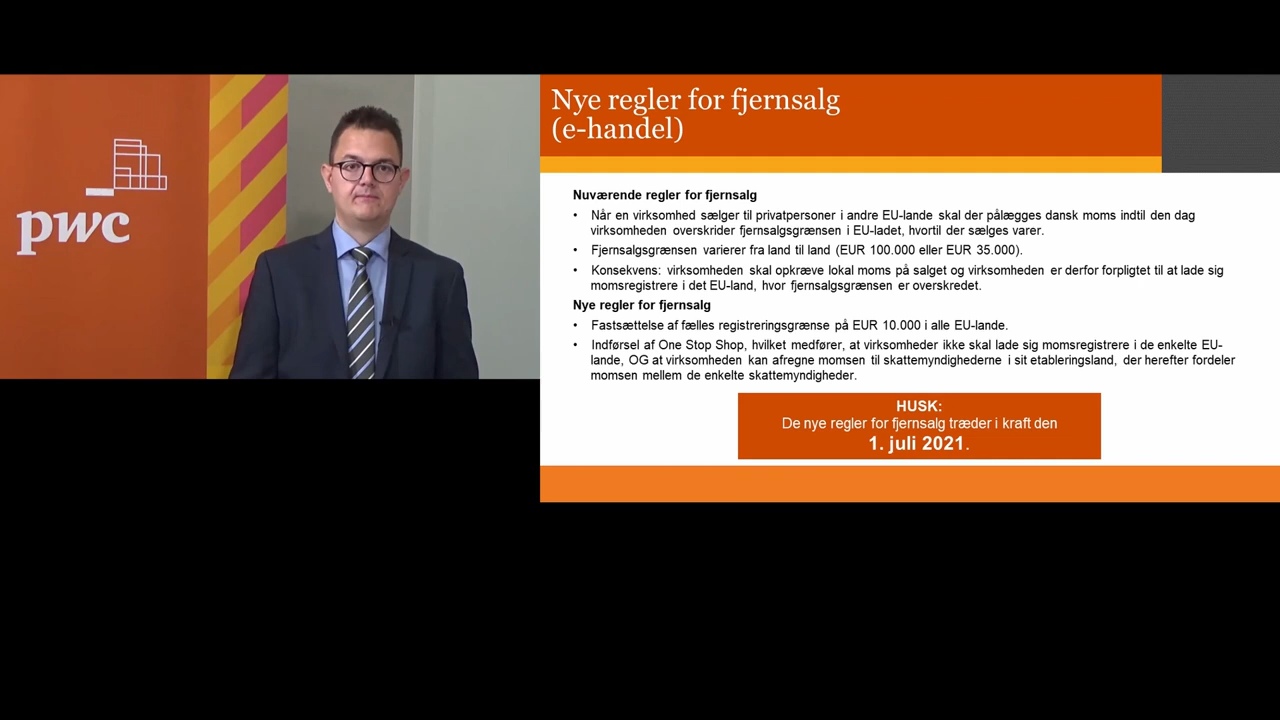 pwc
Nye regler for fjernsalg
(e-handel)
Nuværende regler for fjernsalg
• Når en virksomhed sælger til privatpersoner i andre EU-lande skal der pålægges dansk moms indtil den dag
virksomheden overskrider fjernsalgsgrænsen i EU-ladet, hvortil der sælges varer.
• Fjernsalgsgrænsen varierer fra land til land (EUR 100.000 eller EUR 35.000).
• Konsekvens: virksomheden skal opkræve lokal moms på salget og virksomheden er derfor forpligtet til at lade sig
momsregistrere i det EU-land, hvor fjernsalgsgrænsen er overskredet.
Nye regler for fjernsalg
• Fastsættelse af fælles registreringsgrænse på EUR 10.000 i alle EU-lande.
• Indførsel af One Stop Shop, hvilket medfører, at virksomheder ikke skal lade sig momsregistrere i de enkelte EU-
lande, OG at virksomheden kan afregne momsen til skattemyndighederne i sit etableringsland, der herefter fordeler
momsen mellem de enkelte skattemyndigheder.
HUSK:
De nye regler for fjernsalg træder i kraft den
1. juli 2021.